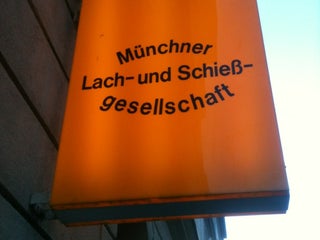 Münchner
Lach- und Schieß-
gesellschaft